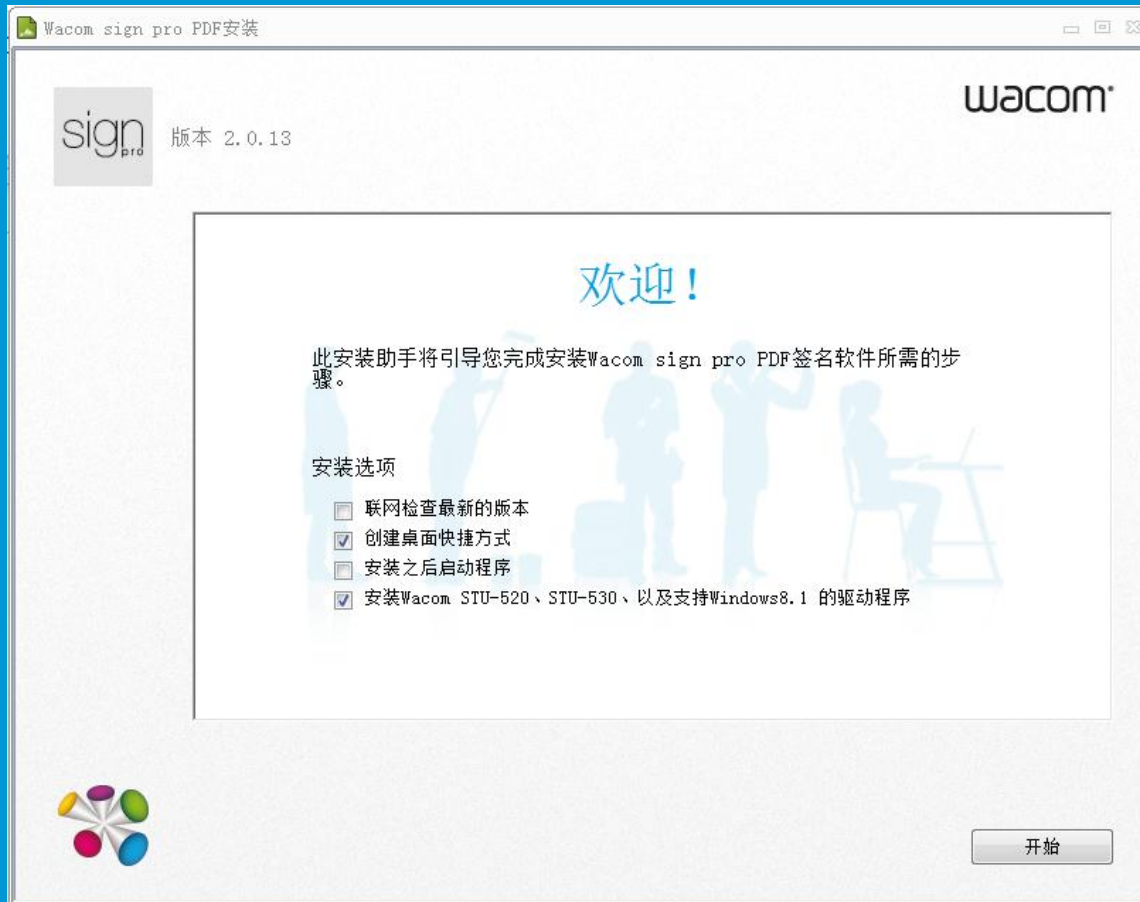 Wacom sign pro PDF安装
wacom
sign pro
版本 2.0.13
欢迎!
此安装助手将引导您完成安装Wacom sign pro PDF签名软件所需的步
骤。
安装选项
联网检查最新的版本
创建桌面快捷方式
安装之后启动程序
安装Wacom STU-520、STU-530、以及支持Windows8.1 的驱动程序
开始